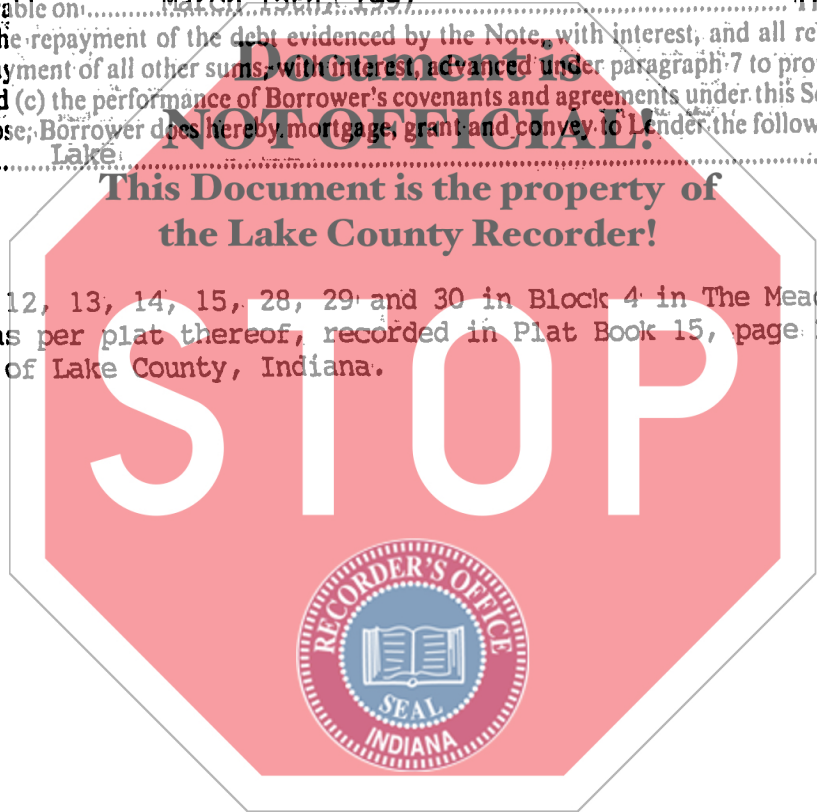 able on March 15th, 1997
he repayment of the debt evidenced by the Note, with interest, and all re
yment of all other sums, with interest, advanced under paragraph 7 to pro
d (c) the performance of Borrower's covenants and agreements under this Se
ose, Borrower does hereby mortgage, grant and convey to Lender the follow
Lake
Document is
NOT OFFICIAL!
This Document is the property of
the Lake County Recorder!
12, 13, 14, 15, 28, 29 and 30 in Block 4 in The Mea
as per plat thereof, recorded in Plat Book 15, page
of Lake County, Indiana.
STOP
RECORDER'S OFFICE
SEAL
INDIANA